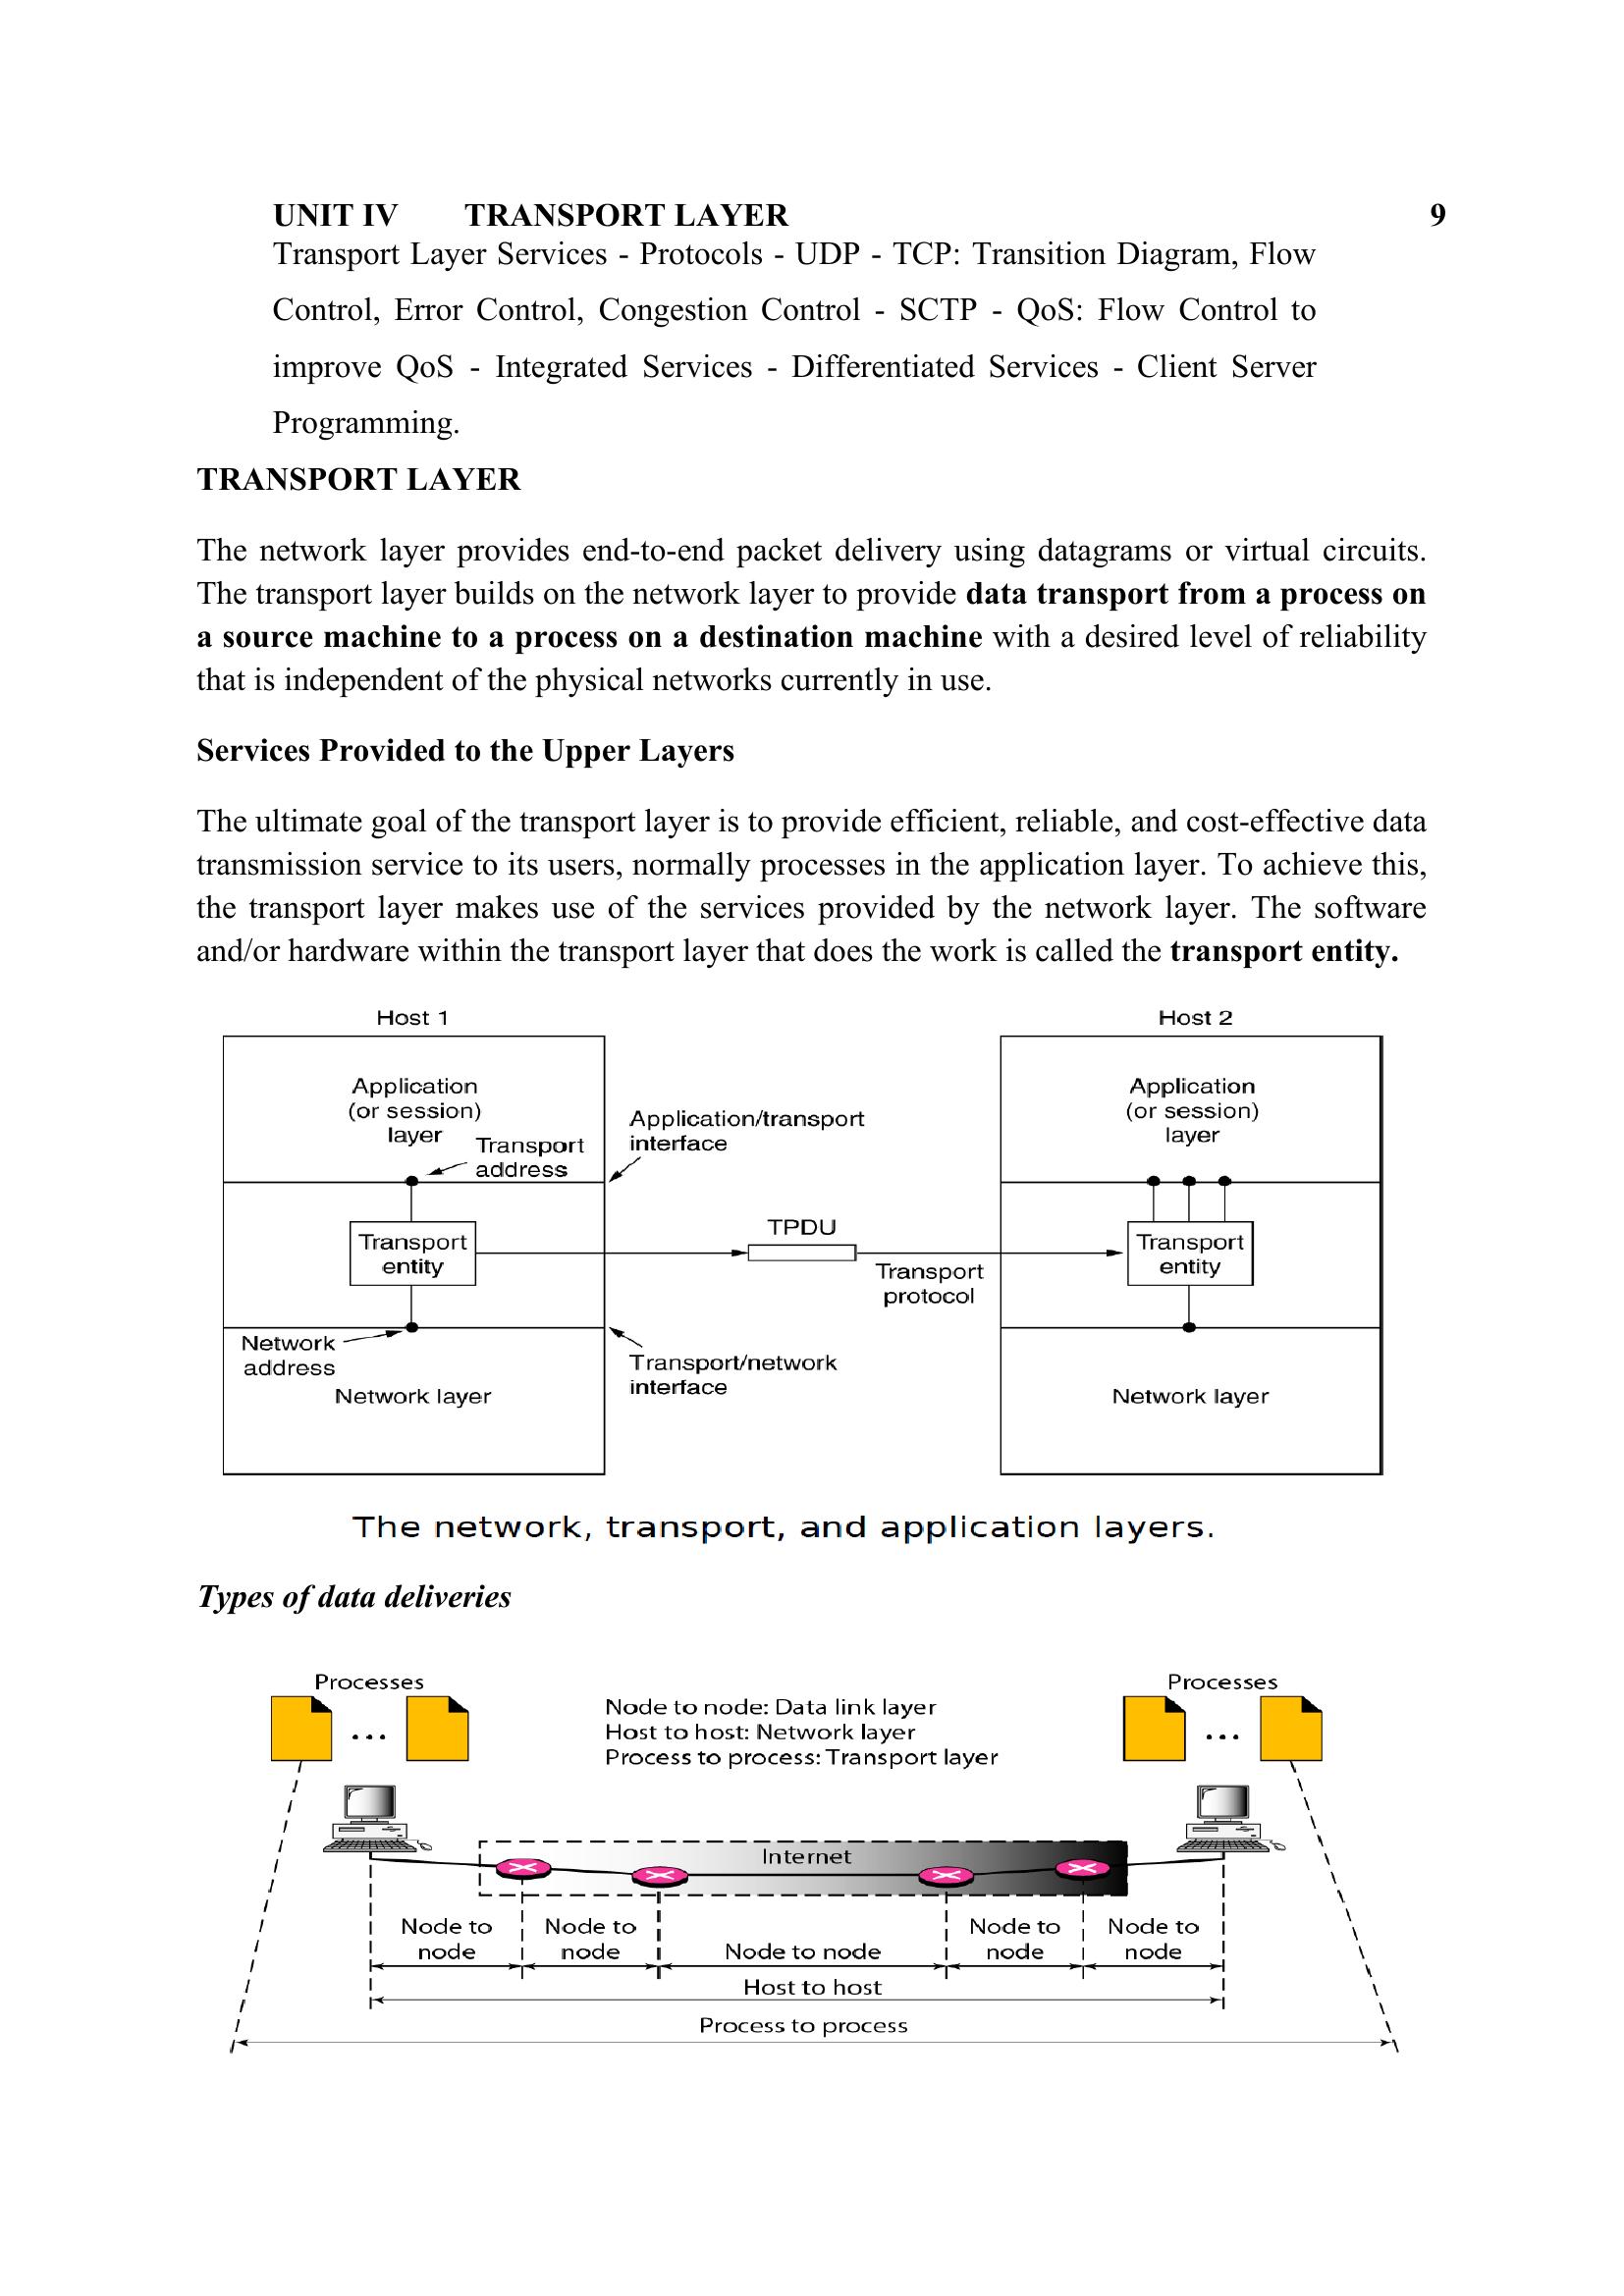 UNIT IV TRANSPORT LAYER 9
Transport Layer Services - Protocols - UDP - TCP: Transition Diagram, Flow
Control, Error Control, Congestion Control - SCTP - QoS: Flow Control to
improve QoS - Integrated Services - Differentiated Services - Client Server
Programming.
TRANSPORT LAYER
The network layer provides end-to-end packet delivery using datagrams or virtual circuits.
The transport layer builds on the network layer to provide data transport from a process on
a source machine to a process on a destination machine with a desired level of reliability
that is independent of the physical networks currently in use.
Services Provided to the Upper Layers
The ultimate goal of the transport layer is to provide efficient, reliable, and cost-effective data
transmission service to its users, normally processes in the application layer. To achieve this,
the transport layer makes use of the services provided by the network layer. The software
and/or hardware within the transport layer that does the work is called the transport entity.
Host 1
Application
(or session)
layer
Transport
address
Application/transport
interface
Transport
entity
TPDU
Transport
protocol
Network
address
Network layer
Transport/network
interface
Host 2
Application
(or session)
layer
Transport
entity
Network layer
The network, transport, and application layers.
Types of data deliveries
Processes
...
Node to node: Data link layer
Host to host: Network layer
Process to process: Transport layer
Processes
...
Internet
Node to
node
Node to
node
Node to node
Node to
node
Node to
node
Host to host
Process to process